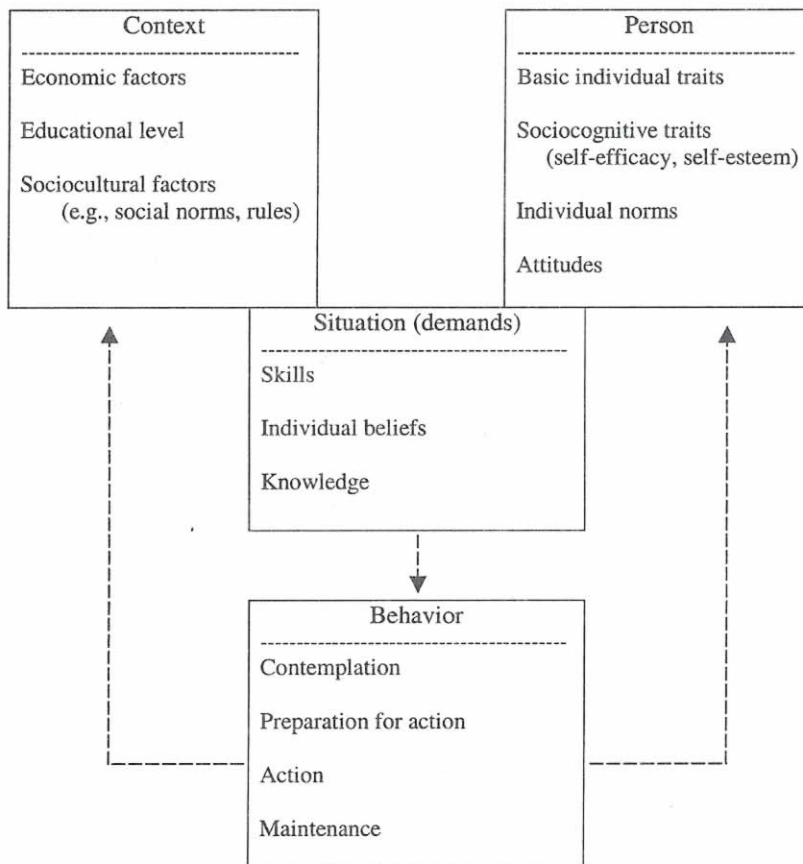 Context
Economic factors
Educational level
Sociocultural factors
(e.g., social norms, rules)
Person
Basic individual traits
Sociocognitive traits
(self-efficacy, self-esteem)
Individual norms
Attitudes
Situation (demands)
Skills
Individual beliefs
Knowledge
Behavior
Contemplation
Preparation for action
Action
Maintenance